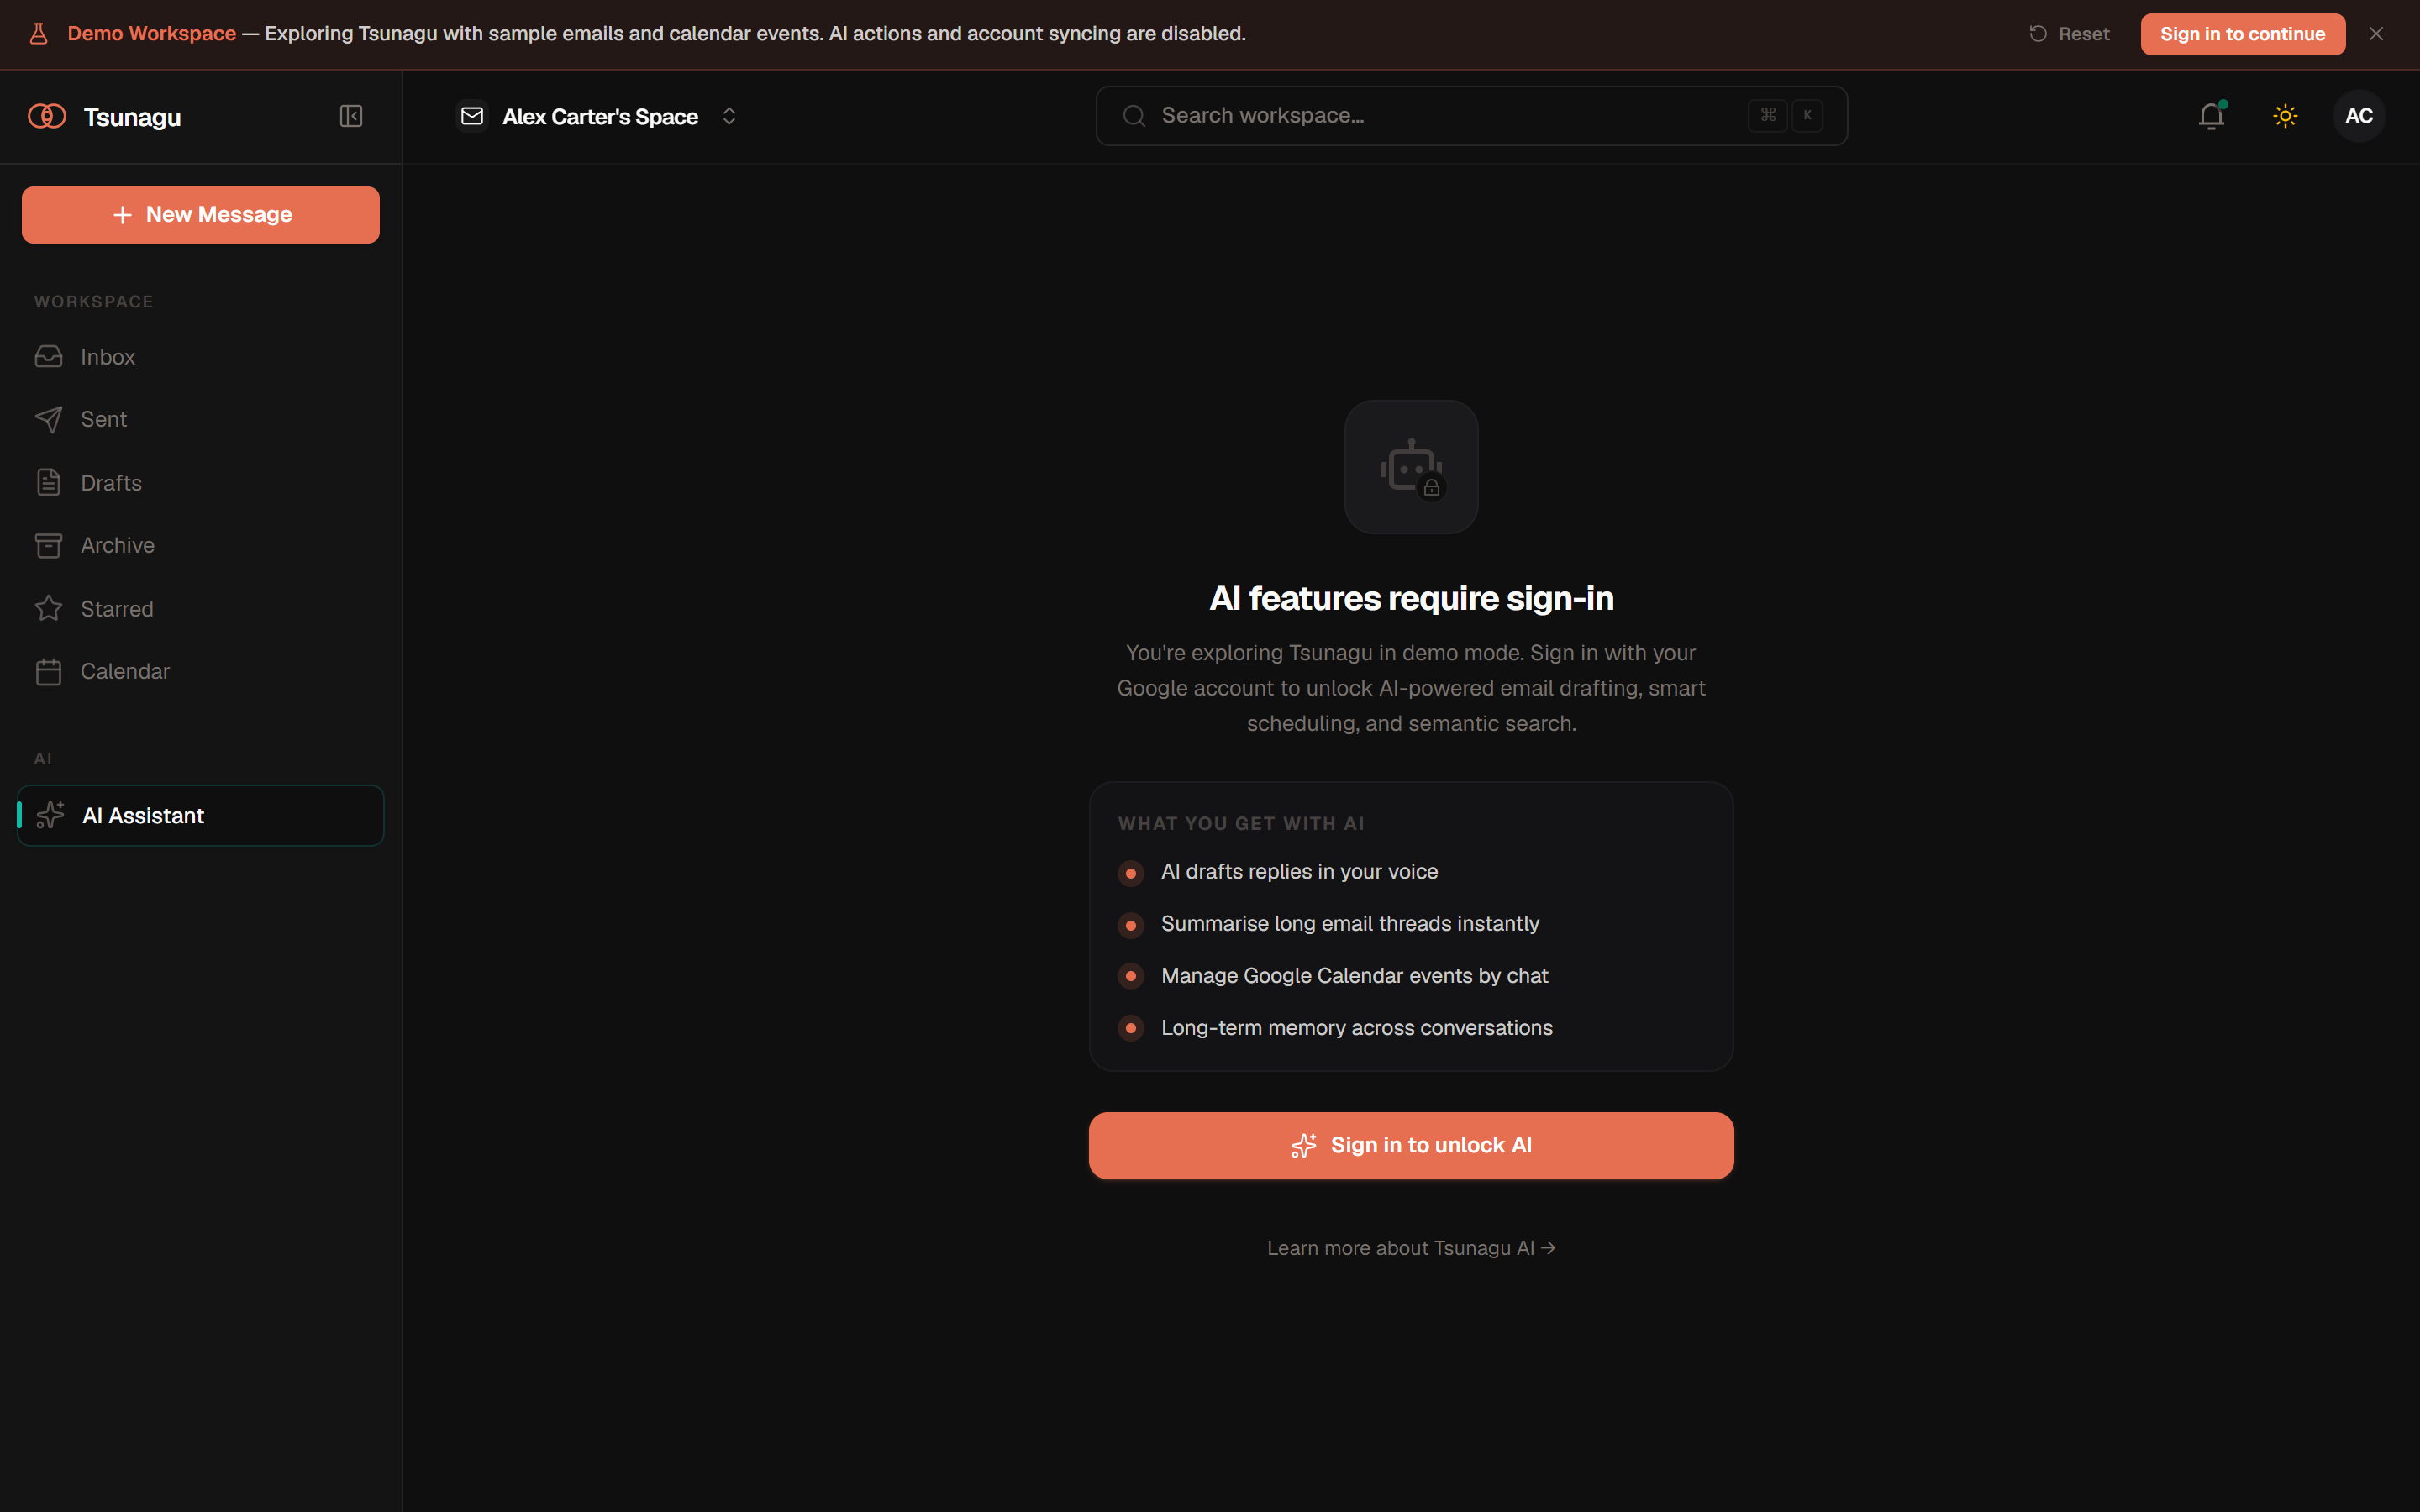 Demo Workspace — Exploring Tsunagu with sample emails and calendar events. AI actions and account syncing are disabled.
Reset
Sign in to continue
Tsunagu
Alex Carter's Space
Search workspace...
⌘ K
AC
New Message
WORKSPACE
Inbox
Sent
Drafts
Archive
Starred
Calendar
AI
AI Assistant
AI features require sign-in
You're exploring Tsunagu in demo mode. Sign in with your
Google account to unlock AI-powered email drafting, smart
scheduling, and semantic search.
WHAT YOU GET WITH AI
AI drafts replies in your voice
Summarise long email threads instantly
Manage Google Calendar events by chat
Long-term memory across conversations
Sign in to unlock AI
Learn more about Tsunagu AI →